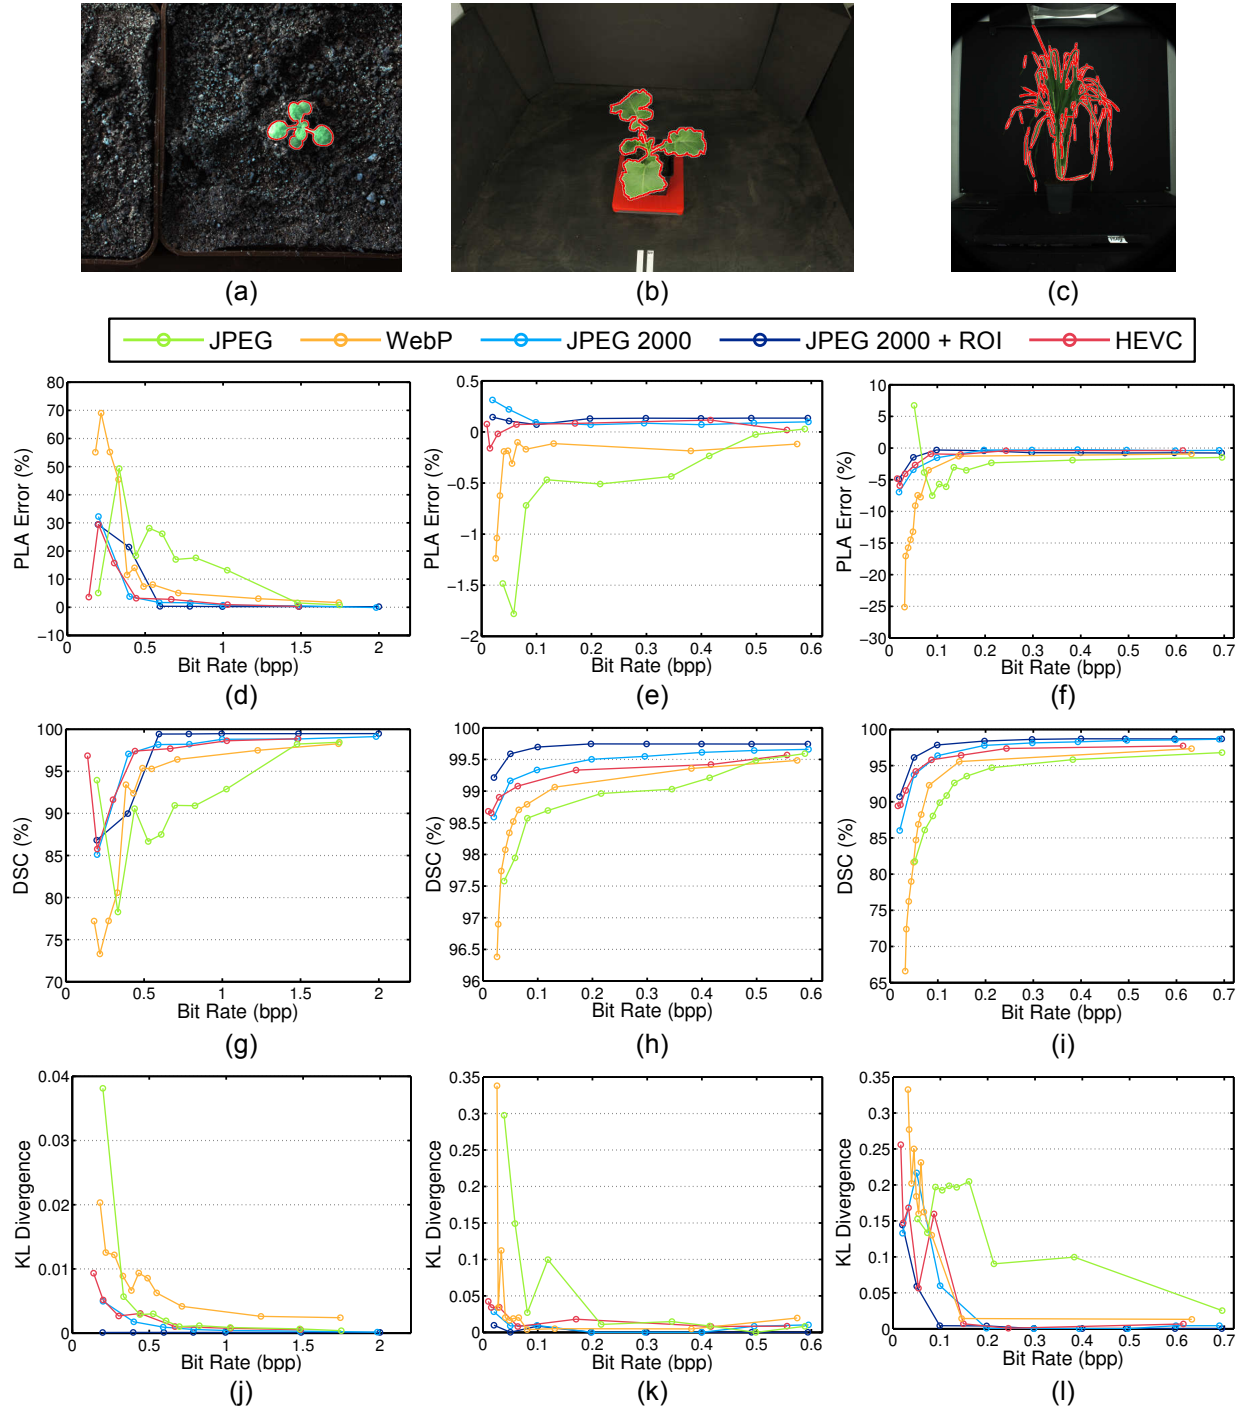 (a) (b) (c)
JPEG WebP JPEG 2000 JPEG 2000 + ROI HEVC
80
70
60
50
40
30
20
10
0
−10
PLA Error (%)
0 0.5 1 1.5 2
Bit Rate (bpp)
(d)
0.5
0
−0.5
−1
−1.5
−2
PLA Error (%)
0 0.1 0.2 0.3 0.4 0.5 0.6
Bit Rate (bpp)
(e)
10
5
0
−5
−10
−15
−20
−25
−30
PLA Error (%)
0 0.1 0.2 0.3 0.4 0.5 0.6 0.7
Bit Rate (bpp)
(f)
100
95
90
85
80
75
70
DSC (%)
0 0.5 1 1.5 2
Bit Rate (bpp)
(g)
100
99.5
99
98.5
98
97.5
97
96.5
96
DSC (%)
0 0.1 0.2 0.3 0.4 0.5 0.6
Bit Rate (bpp)
(h)
100
95
90
85
80
75
70
65
DSC (%)
0 0.1 0.2 0.3 0.4 0.5 0.6 0.7
Bit Rate (bpp)
(i)
0.04
0.03
0.02
0.01
0
KL Divergence
0 0.5 1 1.5 2
Bit Rate (bpp)
(j)
0.35
0.3
0.25
0.2
0.15
0.1
0.05
0
KL Divergence
0 0.1 0.2 0.3 0.4 0.5 0.6
Bit Rate (bpp)
(k)
0.35
0.3
0.25
0.2
0.15
0.1
0.05
0
KL Divergence
0 0.1 0.2 0.3 0.4 0.5 0.6 0.7
Bit Rate (bpp)
(l)